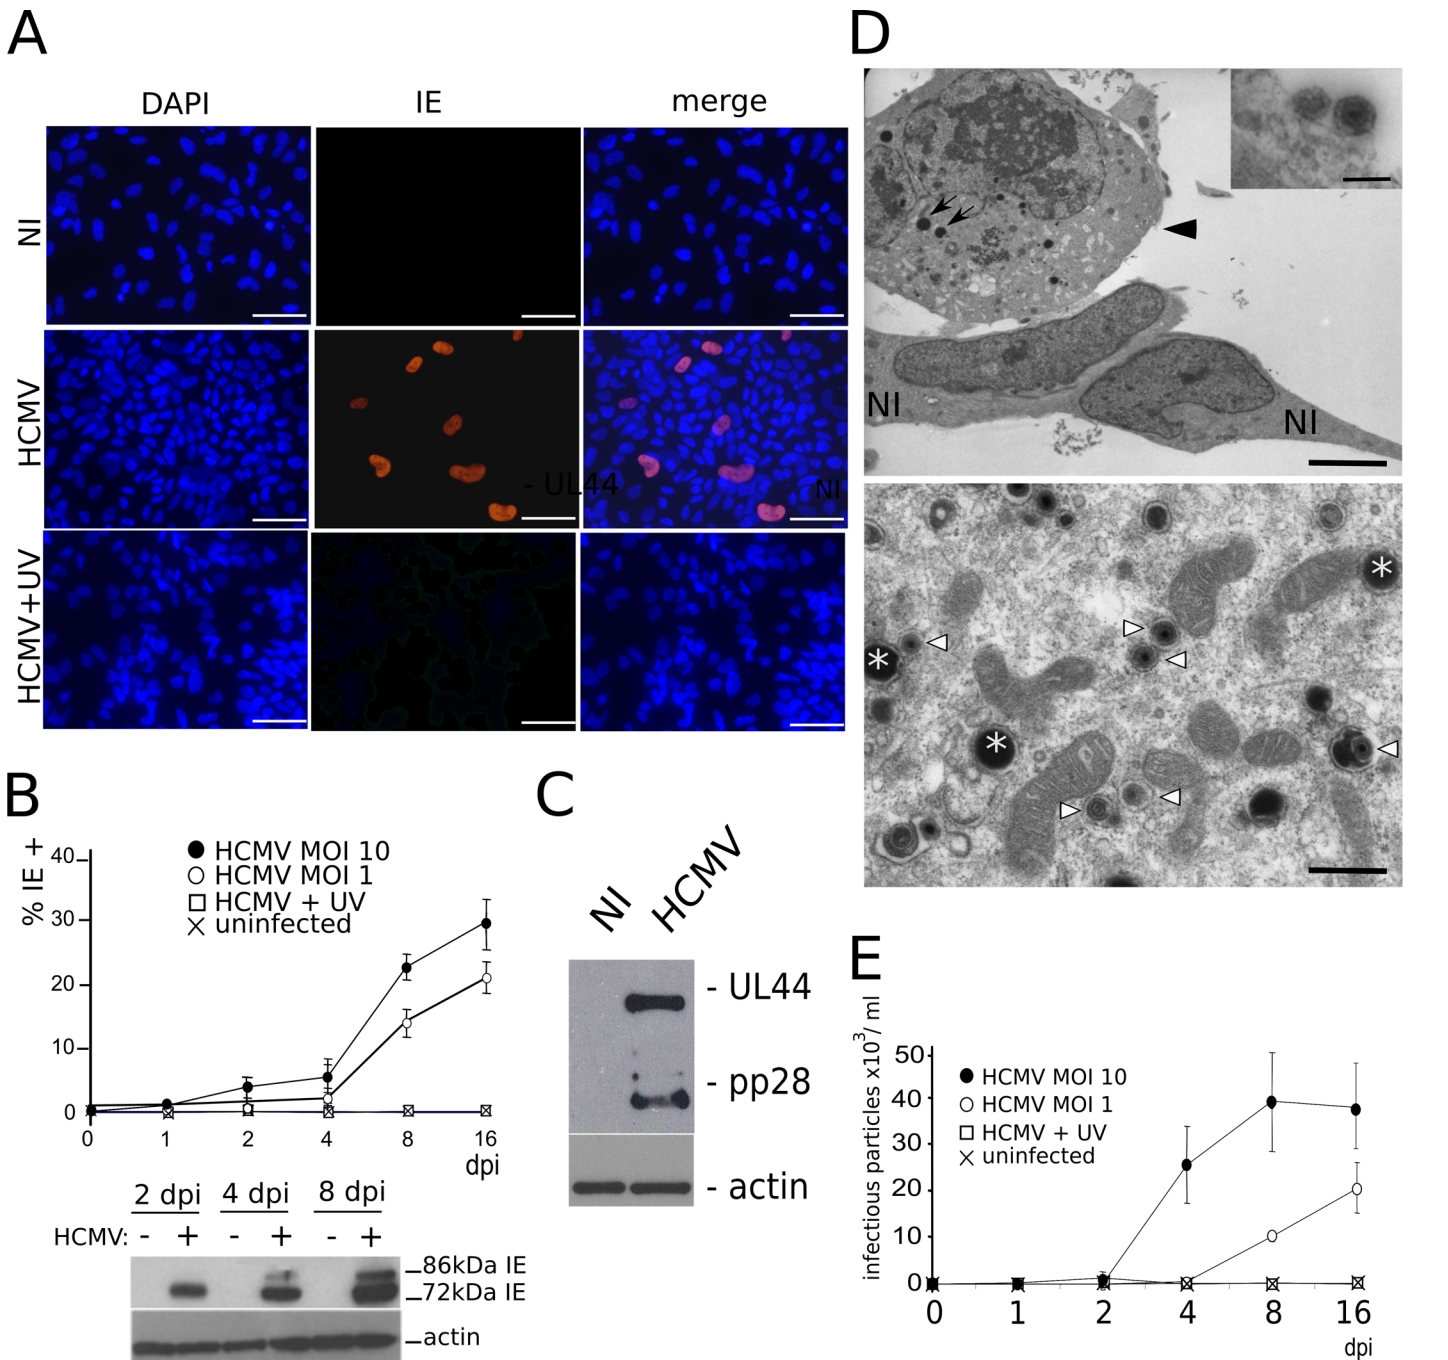 A
DAPI
IE
merge
NI
HCMV
- UL44
NI
HCMV+UV
B
% IE +
40
30
20
10
0
HCMV MOI 10
HCMV MOI 1
HCMV + UV
uninfected
0 1 2 4 8 16
dpi
2 dpi 4 dpi 8 dpi
HCMV: - + - + - +
86kDa IE
72kDa IE
actin
C
NI
HCMV
- UL44
- pp28
- actin
D
NI
NI
*
*
*
E
infectious particles x10³/ ml
50
40
30
20
10
0
HCMV MOI 10
HCMV MOI 1
HCMV + UV
uninfected
0 1 2 4 8 16
dpi